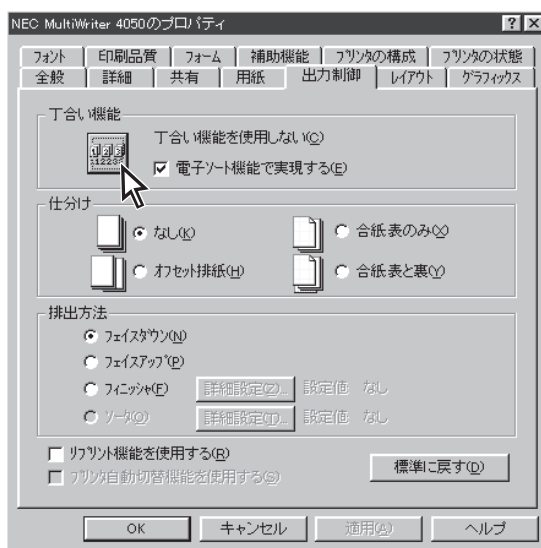 NEC MultiWriter 4050のプロパティ
フォント 印刷品質 フォーム 補助機能 プリンタの構成 プリンタの状態
全般 詳細 共有 用紙 出力制御 レイアウト グラフィックス
丁合い機能
丁合い機能を使用しない(C)
電子ソート機能で実現する(E)
仕分け
なし(K) 合紙表のみ(X)
オフセット排紙(H) 合紙表と裏(Y)
排出方法
フェイスダウン(N)
フェイスアップ(P)
フィニッシャ(F) 詳細設定(Z)... 設定値 なし
ソータ(O) 詳細設定(T)... 設定値 なし
リプリント機能を使用する(R)
プリンタ自動切替機能を使用する(S)
標準に戻す(D)
OK キャンセル 適用(A) ヘルプ